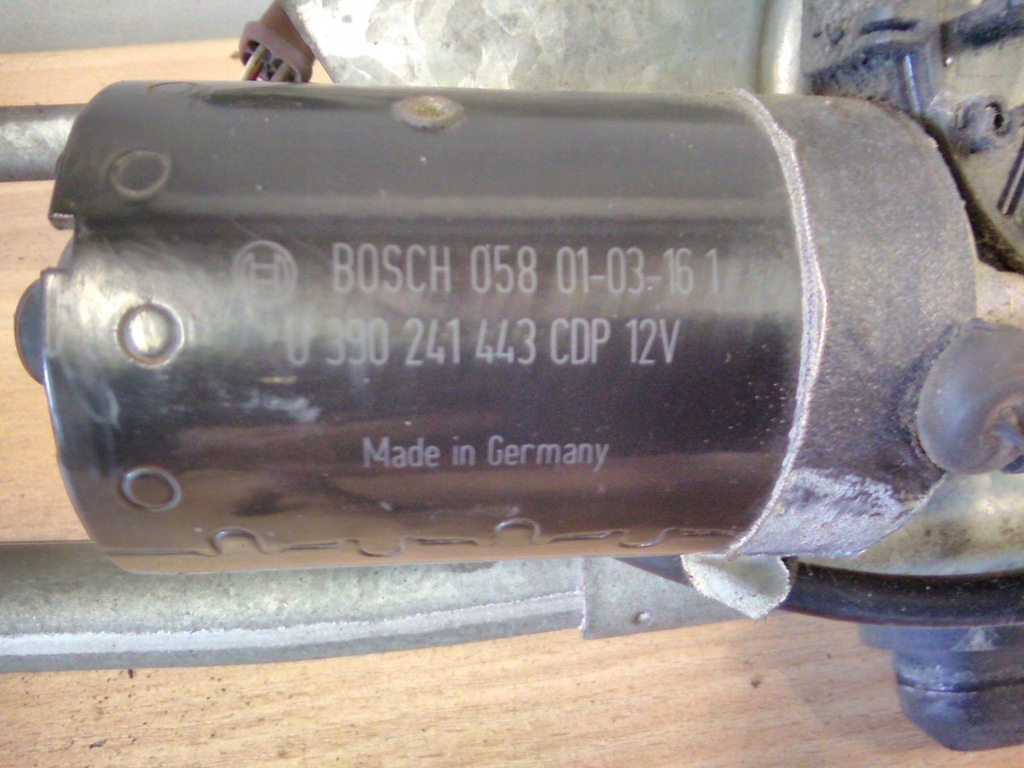 BOSCH 058 01-03-16 1
0 390 241 443 CDP 12V
Made in Germany